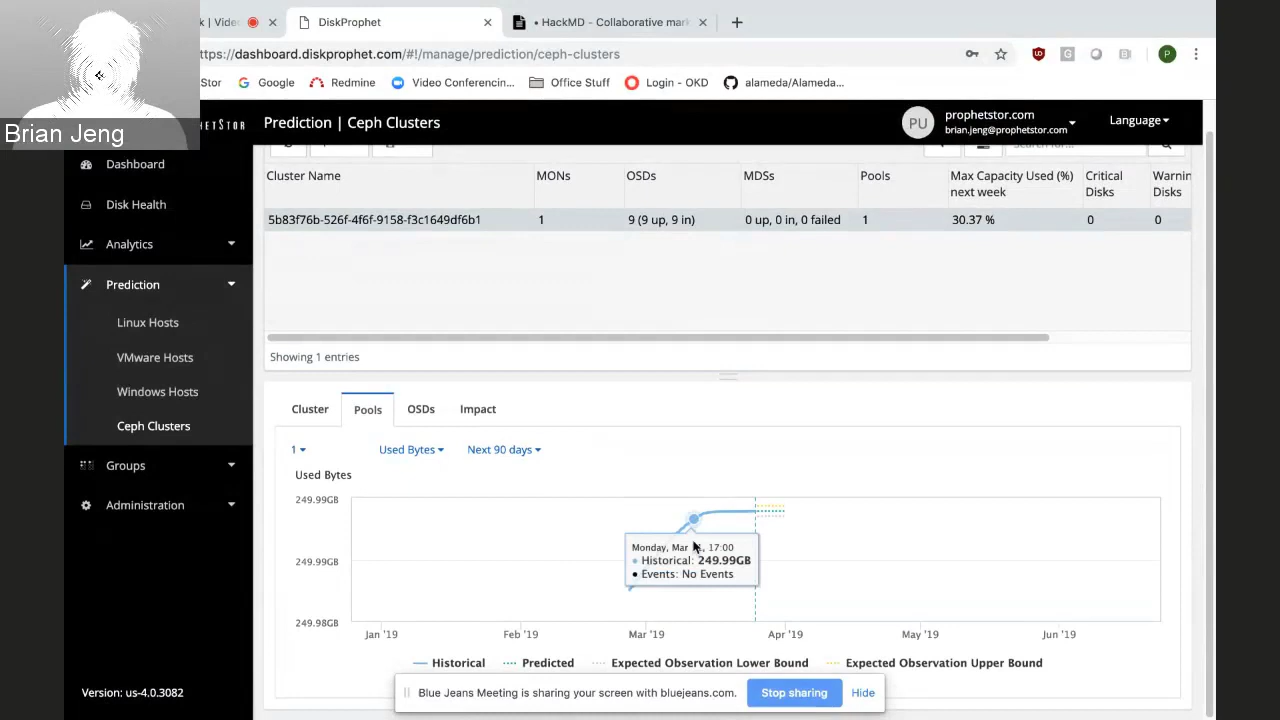 k | Video
DiskProphet
• HackMD - Collaborative mark
ttps://dashboard.diskprophet.com/#!/manage/prediction/ceph-clusters
Stor
Google
Redmine
Video Conferencin...
Office Stuff
Login - OKD
alameda/Alameda...
Brian Jeng
HETSTOR
Prediction | Ceph Clusters
PU
prophetstor.com
brian.jeng@prophetstor.com
Language
Dashboard
Disk Health
Analytics
Prediction
Linux Hosts
VMware Hosts
Windows Hosts
Ceph Clusters
Groups
Administration
Version: us-4.0.3082
Cluster Name
MONs
OSDs
MDSs
Pools
Max Capacity Used (%)
next week
Critical
Disks
Warnin
Disks
5b83f76b-526f-4f6f-9158-f3c1649df6b1
1
9 (9 up, 9 in)
0 up, 0 in, 0 failed
1
30.37 %
0
0
Showing 1 entries
Cluster
Pools
OSDs
Impact
1
Used Bytes
Next 90 days
Used Bytes
249.99GB
249.99GB
249.98GB
Monday, Mar 17:00
Historical: 249.99GB
Events: No Events
Jan '19
Feb '19
Mar '19
Apr '19
May '19
Jun '19
Historical
Predicted
Expected Observation Lower Bound
Expected Observation Upper Bound
Blue Jeans Meeting is sharing your screen with bluejeans.com.
Stop sharing
Hide